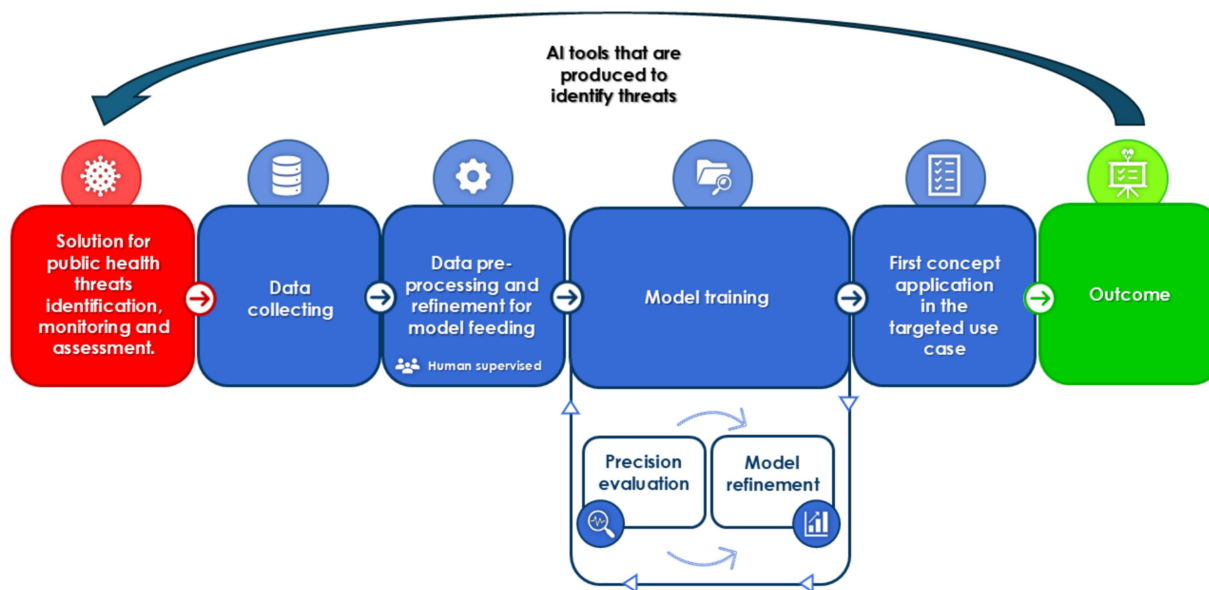 AI tools that are
produced to
identify threats
Solution for
public health
threats
identification,
monitoring and
assessment.
Data
collecting
Data pre-
processing and
refinement for
model feeding
Human supervised
Model training
First concept
application
in the
targeted use
case
Outcome
Precision
evaluation
Model
refinement